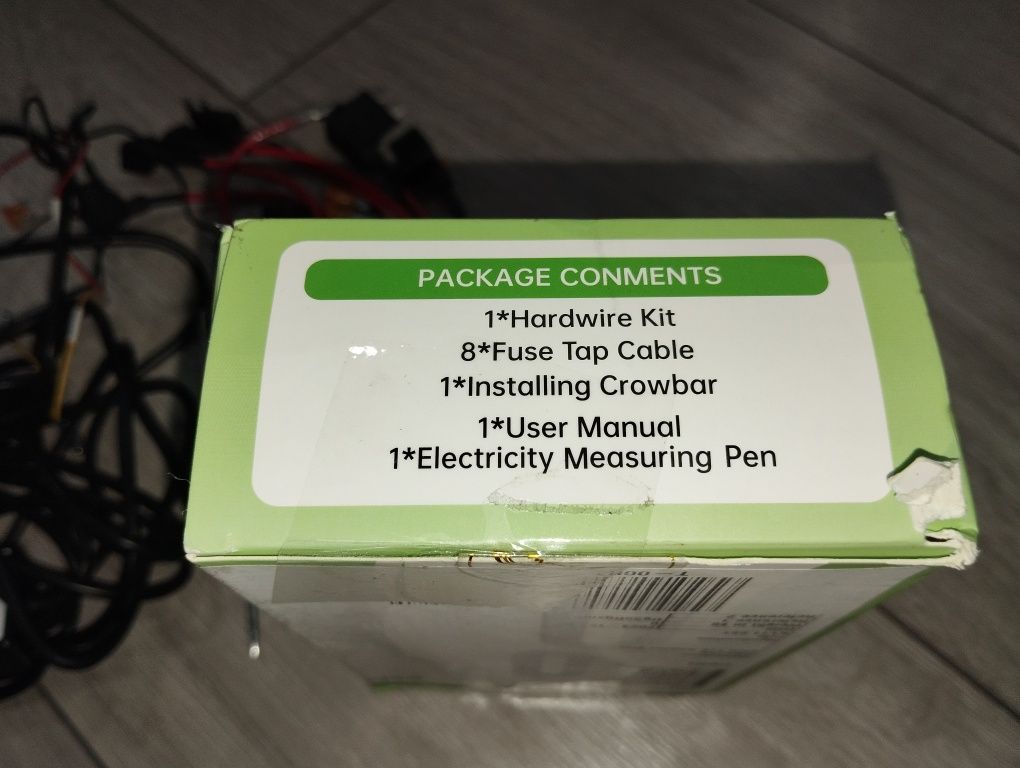 PACKAGE CONMENTS
1*Hardwire Kit
8*Fuse Tap Cable
1*Installing Crowbar
1*User Manual
1*Electricity Measuring Pen